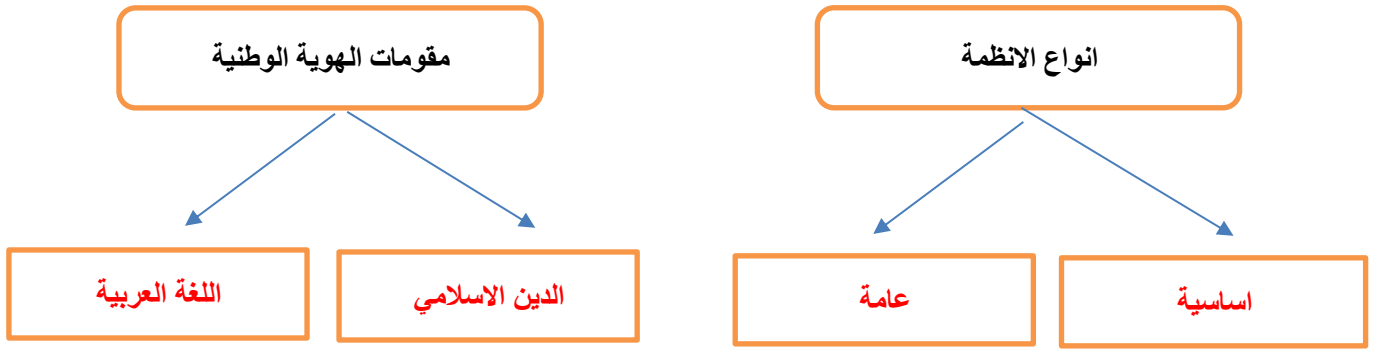 انواع الانظمة
مقومات الهوية الوطنية
اساسية
عامة
الدين الاسلامي
اللغة العربية